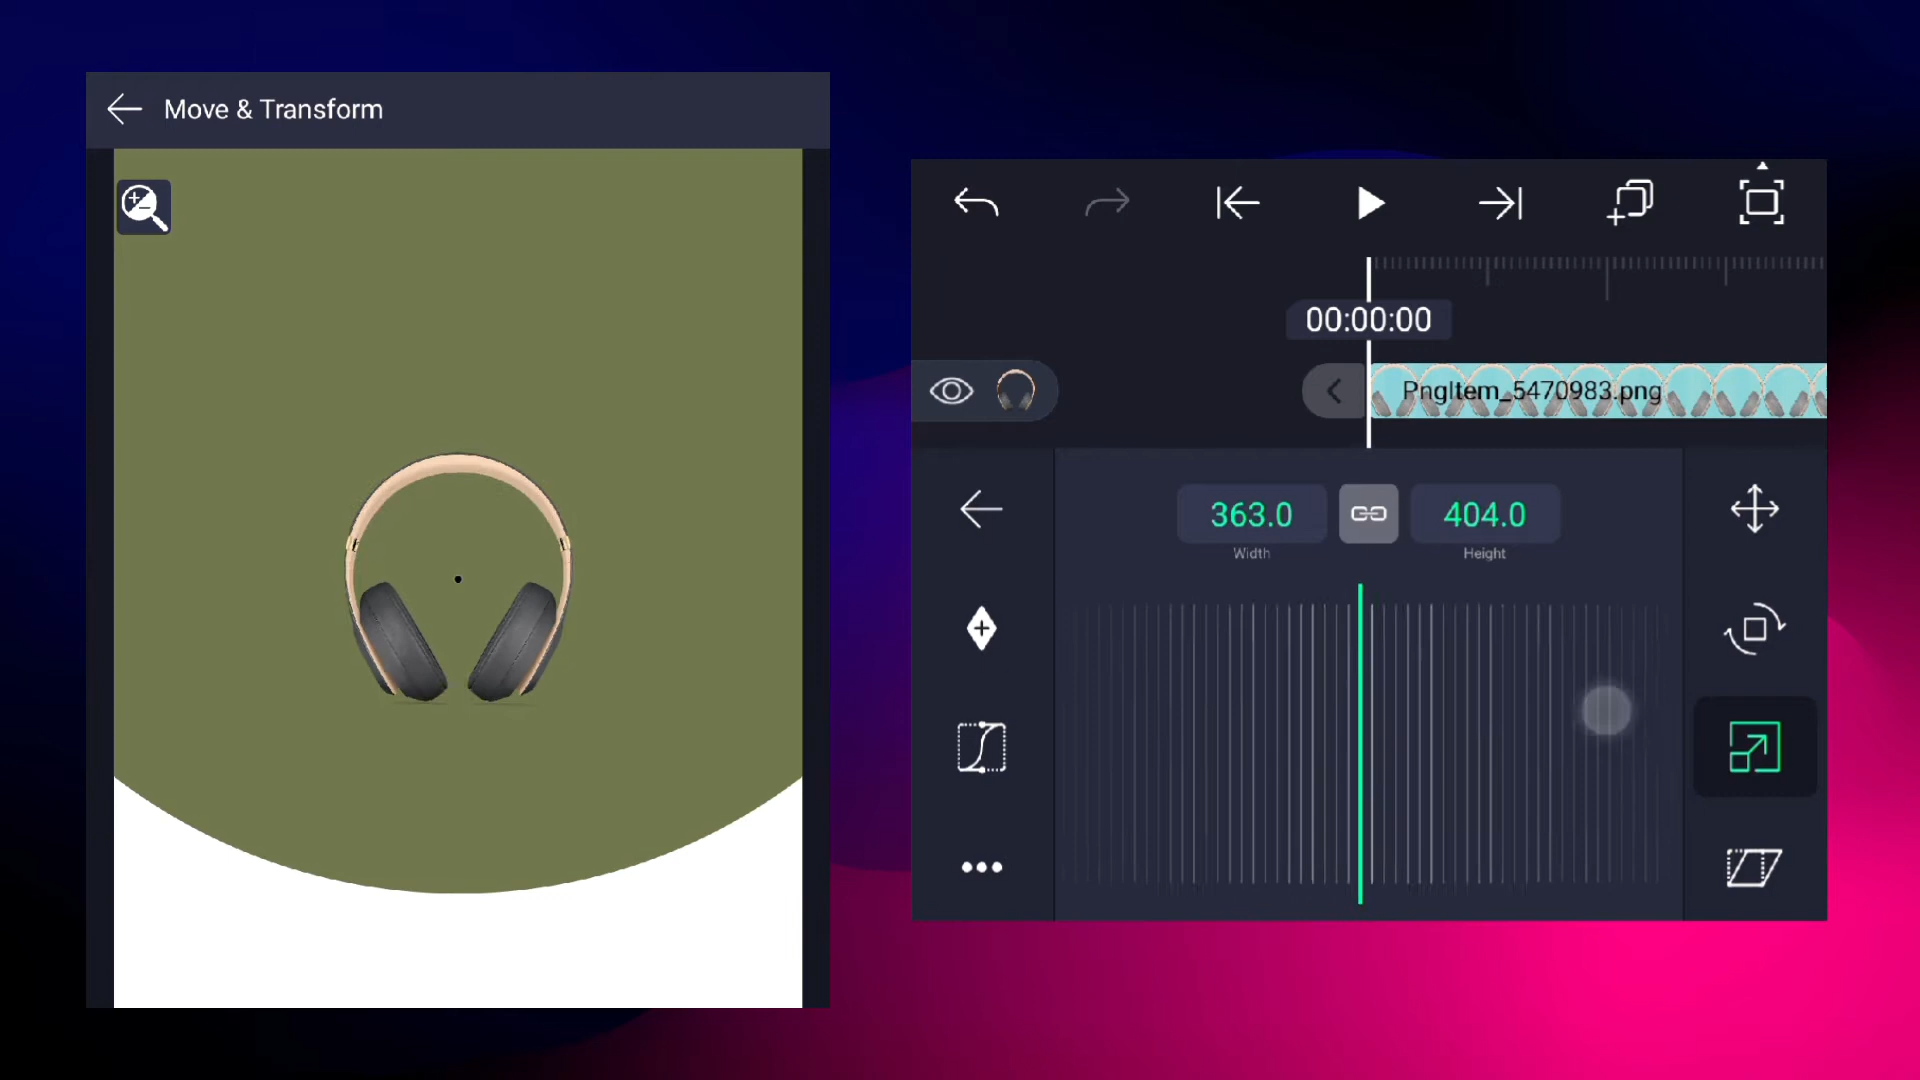 Move & Transform
00:00:00
PngItem_5470983.png
363.0
404.0
Width
Height